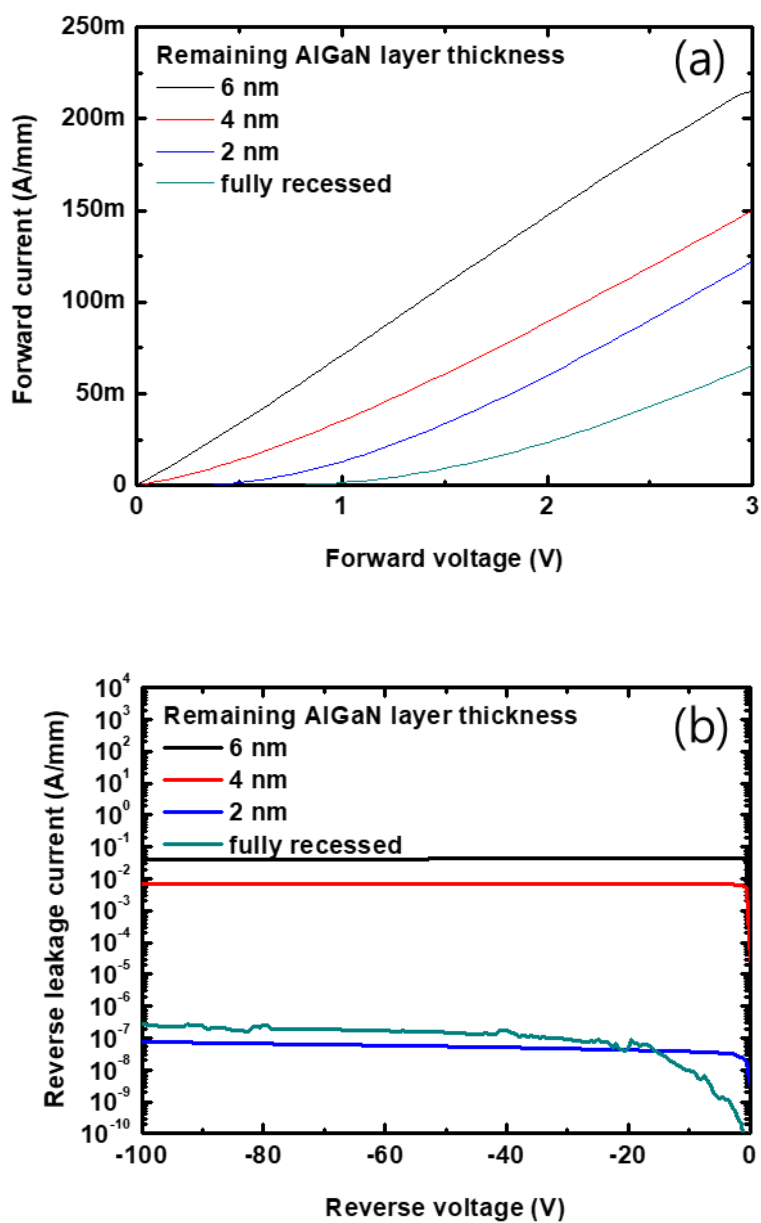 250m
200m
150m
100m
50m
0
Forward current (A/mm)
Remaining AlGaN layer thickness
6 nm
4 nm
2 nm
fully recessed
(a)
0 1 2 3
Forward voltage (V)
10^4
10^3
10^2
10^1
10^0
10^-1
10^-2
10^-3
10^-4
10^-5
10^-6
10^-7
10^-8
10^-9
10^-10
Reverse leakage current (A/mm)
Remaining AlGaN layer thickness
6 nm
4 nm
2 nm
fully recessed
(b)
-100 -80 -60 -40 -20 0
Reverse voltage (V)